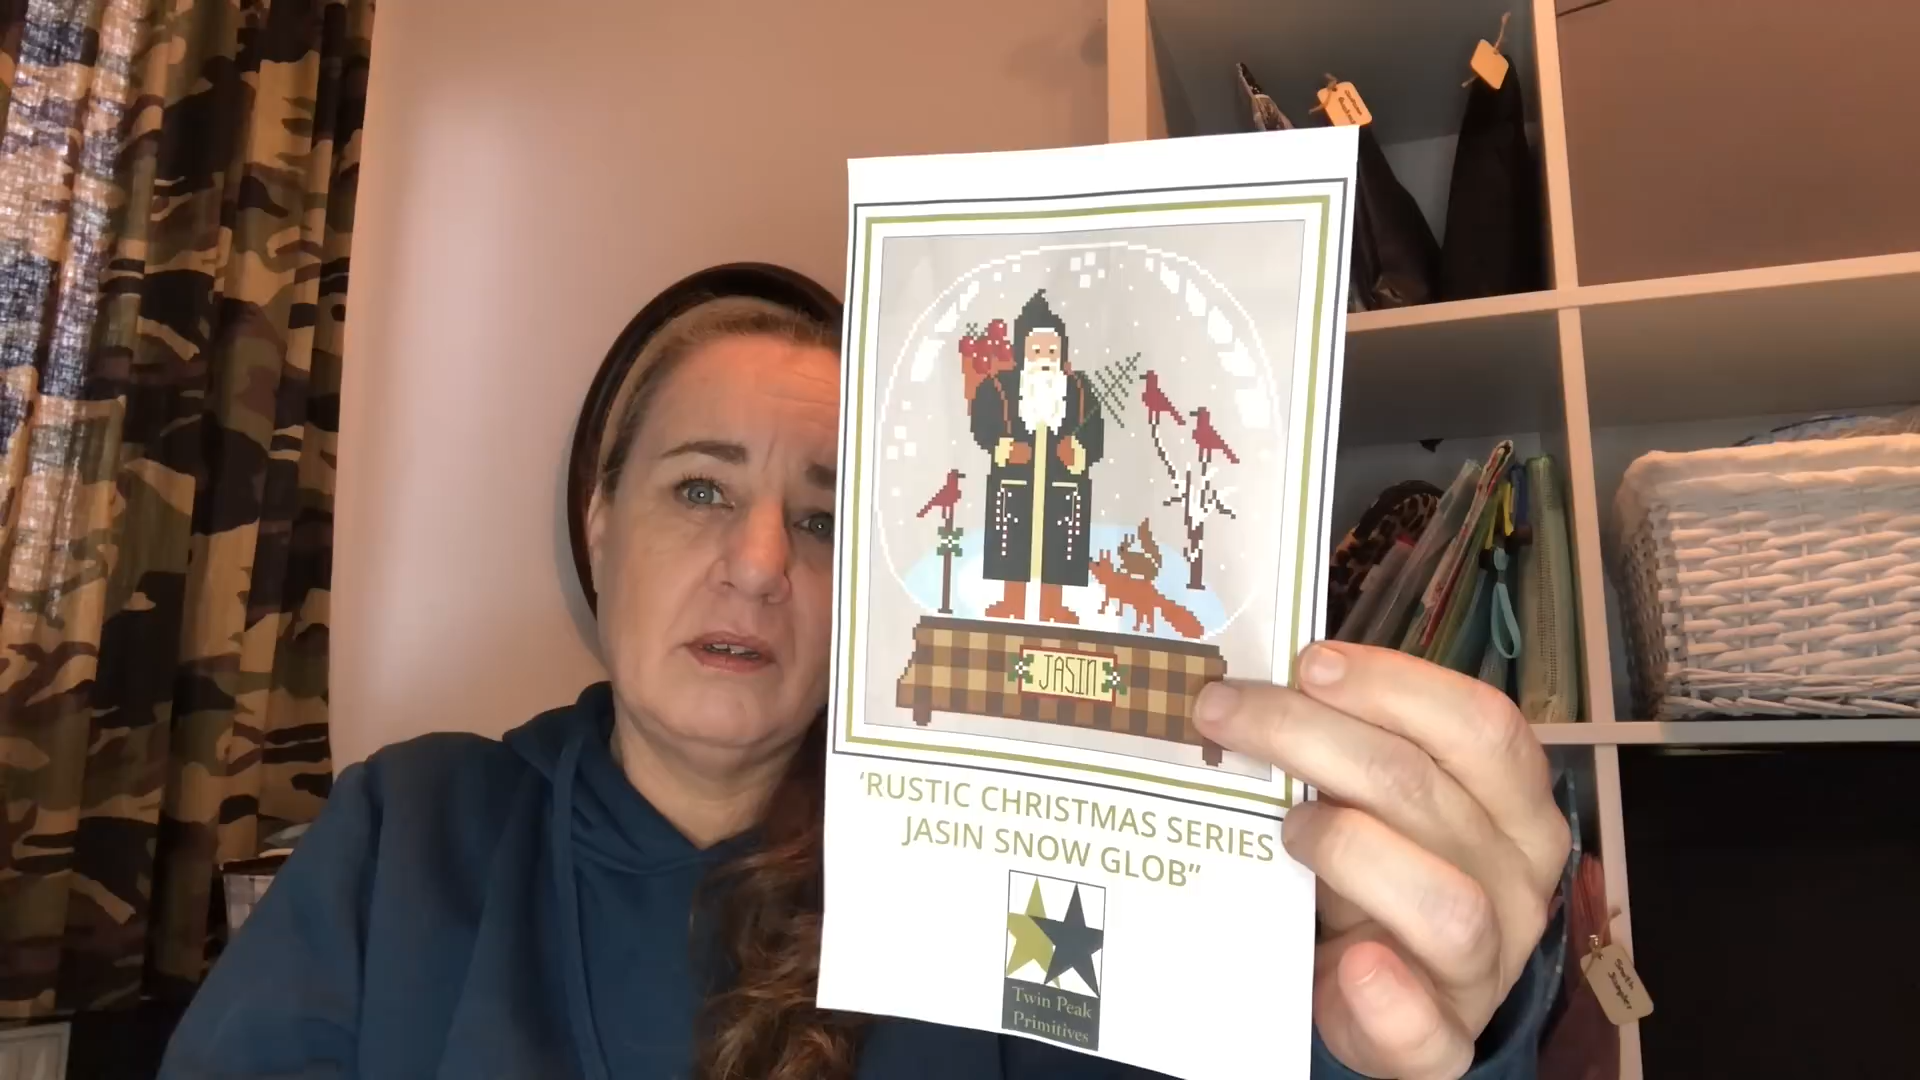 JASIN
‘RUSTIC CHRISTMAS SERIES
JASIN SNOW GLOB”
Twin Peak
Primitives